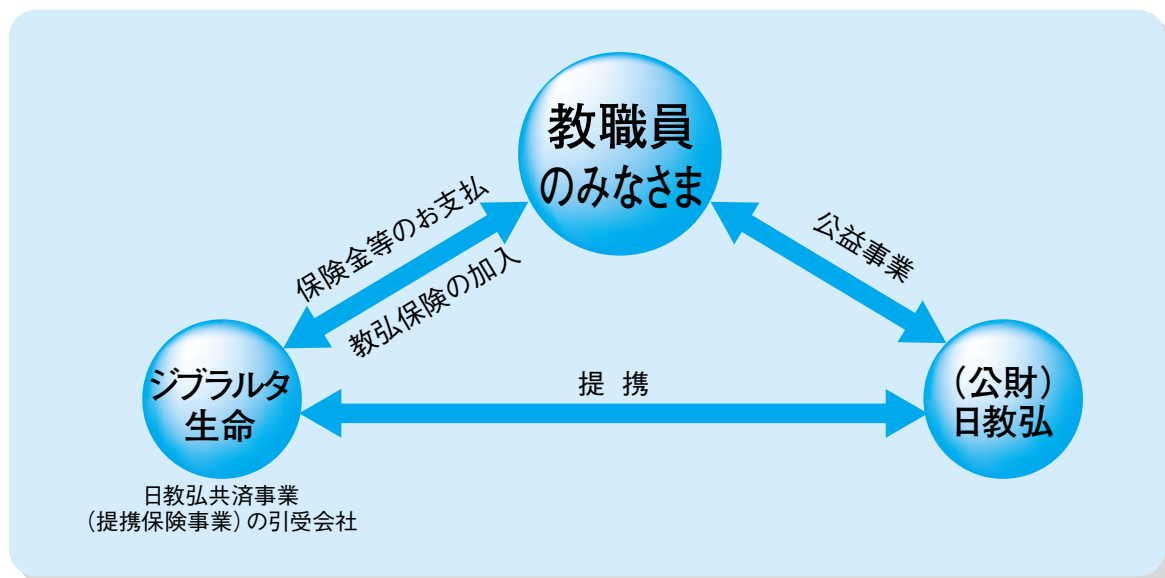 教職員
のみなさま
保険金等のお支払
教弘保険の加入
公益事業
ジブラルタ
生命
提 携
（公財）
日教弘
日教弘共済事業
（提携保険事業）の引受会社